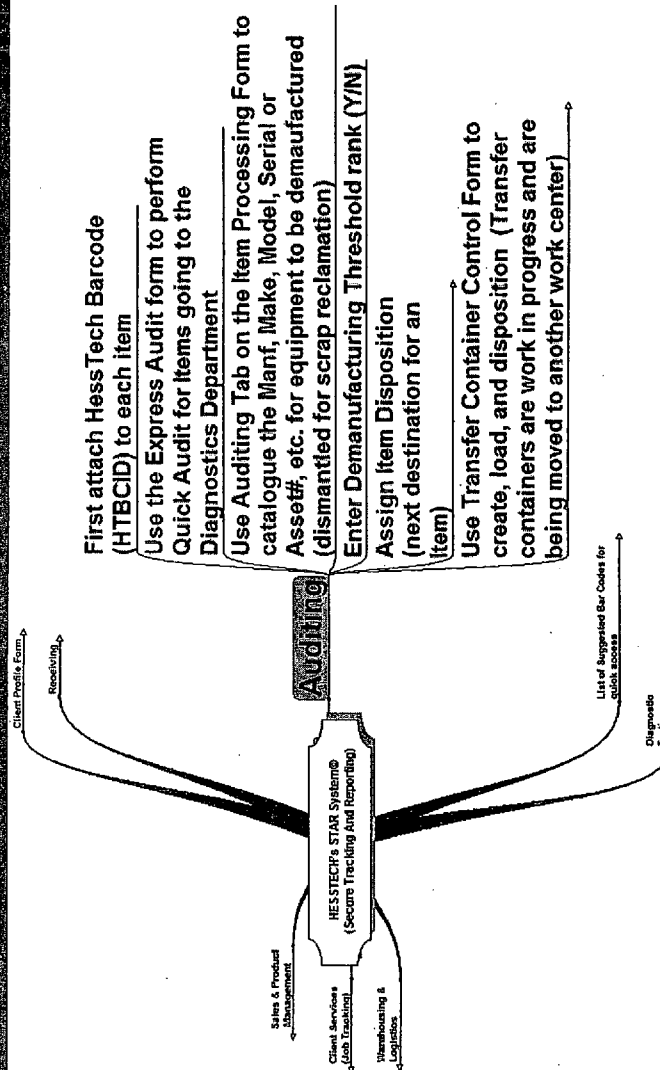 Client Profile Form
Receiving
Auditing
First attach HessTech Barcode
(HTBCID) to each item
Use the Express Audit form to perform
Quick Audit for Items going to the
Diagnostics Department
Use Auditing Tab on the Item Processing Form to
catalogue the Manf, Make, Model, Serial or
Asset#, etc. for equipment to be demaufactured
(dismantled for scrap reclamation)
Enter Demanufacturing Threshold rank (Y/N)
Assign Item Disposition
(next destination for an
Item)
Use Transfer Container Control Form to
create, load, and disposition (Transfer
containers are work in progress and are
being moved to another work center)
HESSTECH's STAR System©
(Secure Tracking And Reporting)
Sales & Product
Management
Client Services
(Job Tracking)
Warehousing &
Logistics
List of Suggested Bar Codes for
quick access
Diagnostic